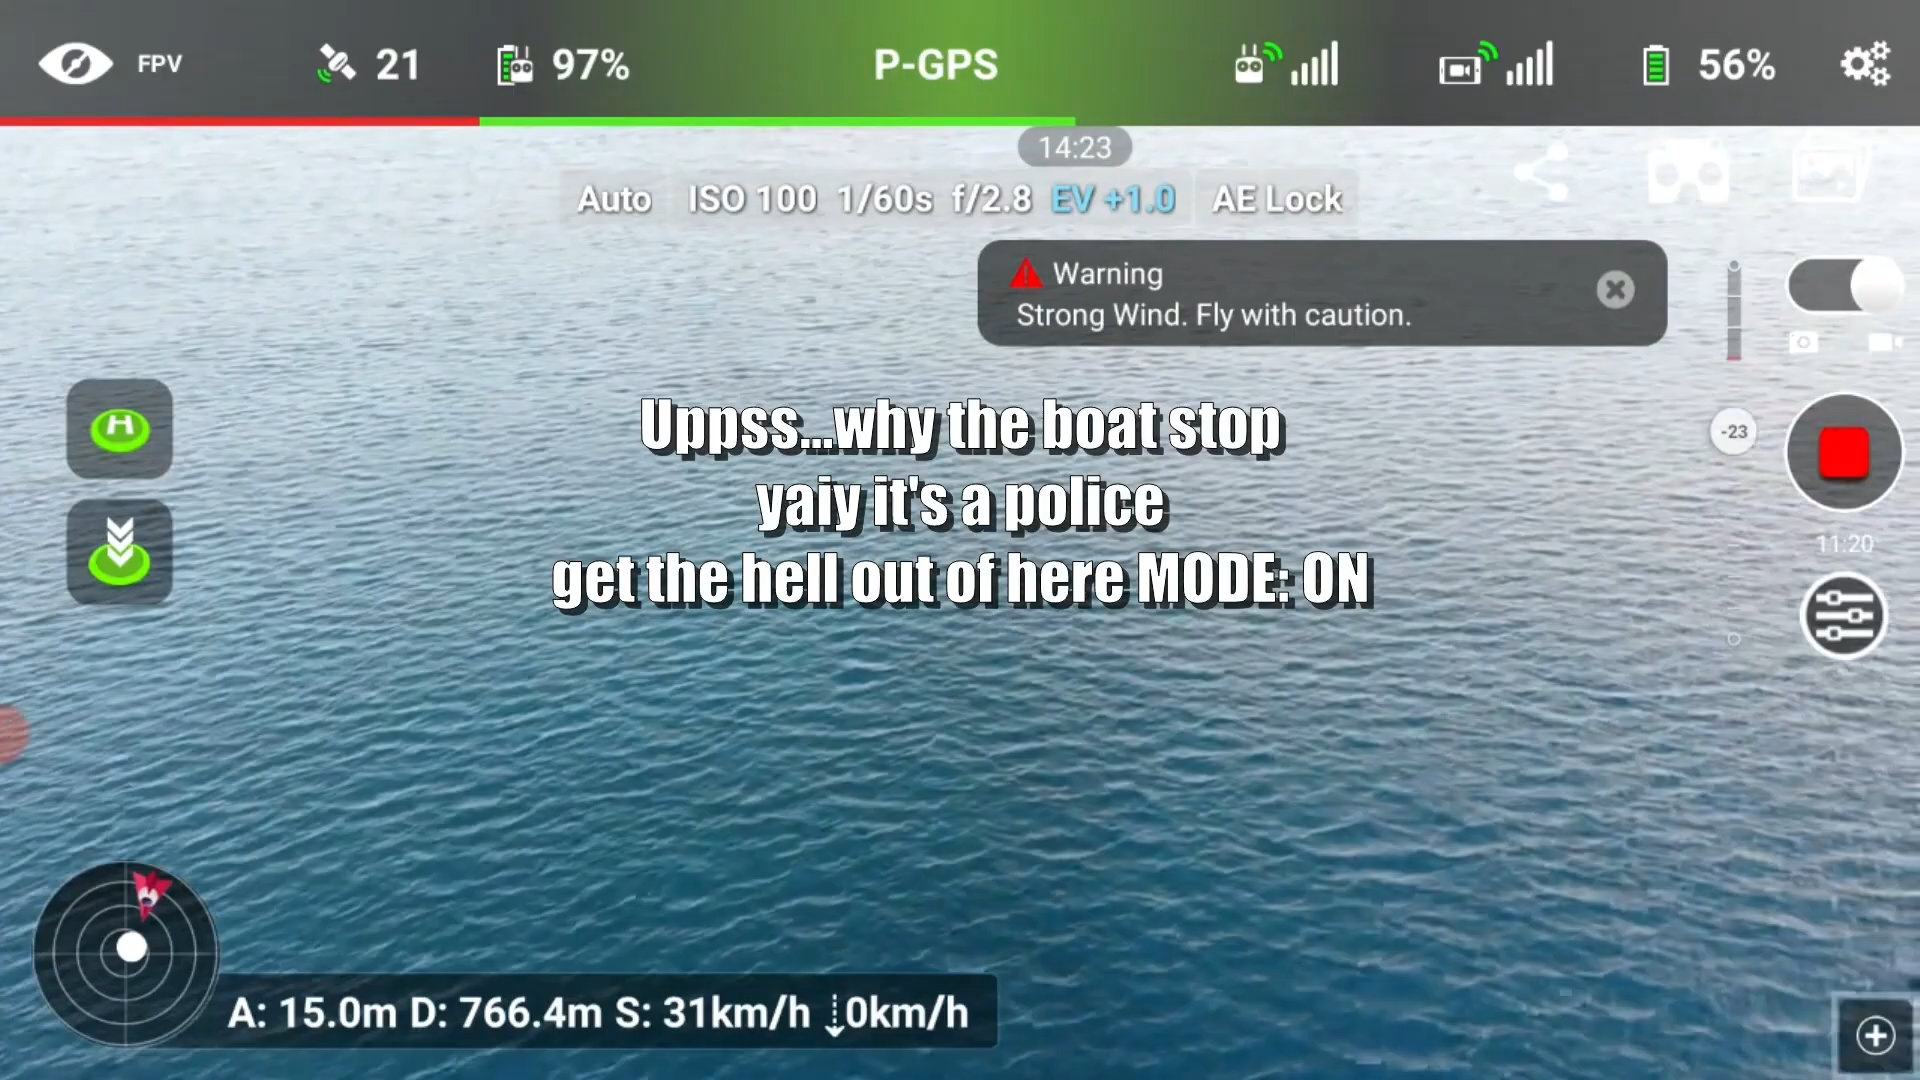 FPV
21
97%
P-GPS
56%
14:23
Auto ISO 100 1/60s f/2.8 EV +1.0 AE Lock
Warning
Strong Wind. Fly with caution.
Uppss...why the boat stop
yaiy it's a police
get the hell out of here MODE: ON
H
-23
11:20
A: 15.0m D: 766.4m S: 31km/h 0km/h